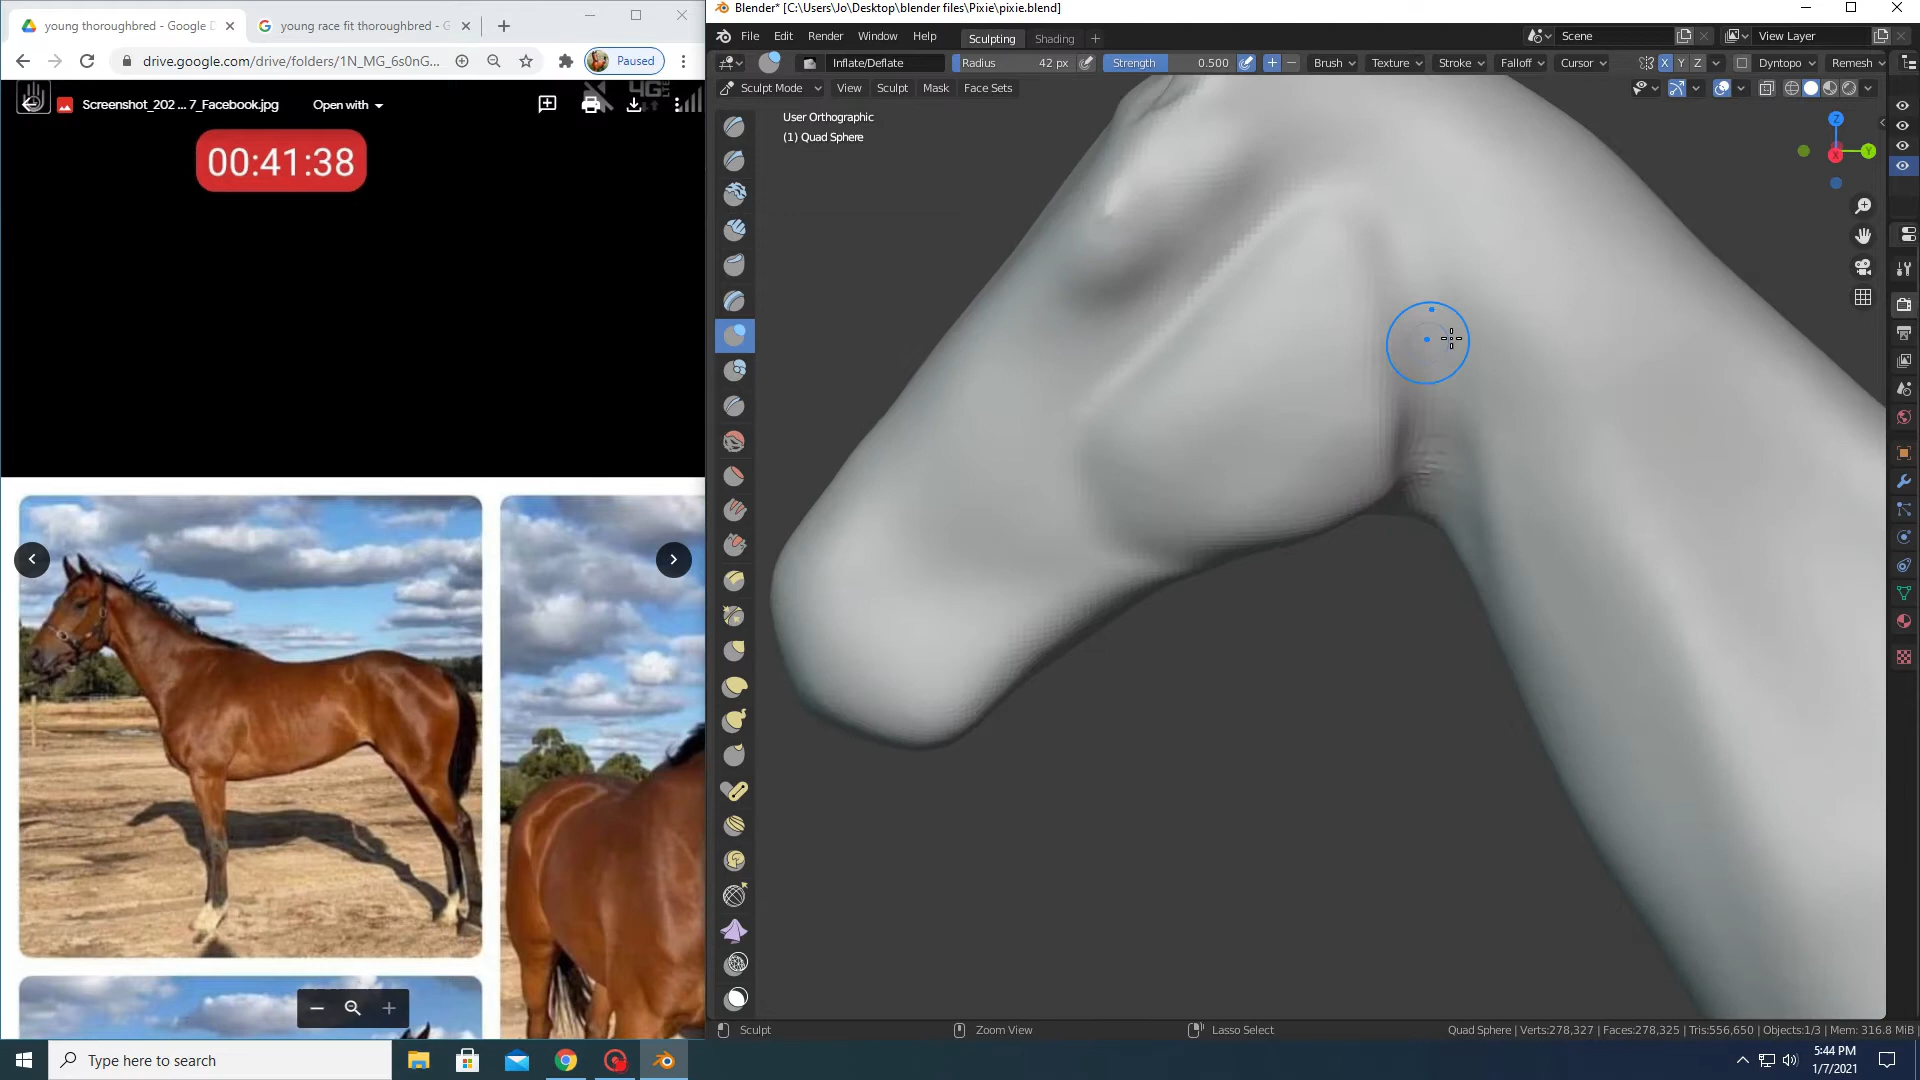 young thoroughbred - Google D
young race fit thoroughbred - G
drive.google.com/drive/folders/1N_MG_6s0nG...
Paused
Screenshot_202 ... 7_Facebook.jpg
Open with
4G
00:41:38
Blender* [C:\Users\Jo\Desktop\blender files\Pixie\pixie.blend]
File Edit Render Window Help
Sculpting
Shading
Scene
View Layer
Inflate/Deflate
Radius 42 px
Strength 0.500
Brush
Texture
Stroke
Falloff
Cursor
X Y Z
Dyntopo
Remesh
Sculpt Mode
View Sculpt Mask Face Sets
User Orthographic
(1) Quad Sphere
Z
Y
X
Sculpt
Zoom View
Lasso Select
Quad Sphere | Verts:278,327 | Faces:278,325 | Tris:556,650 | Objects:1/3 | Mem: 316.8 MiB
Type here to search
5:44 PM
1/7/2021